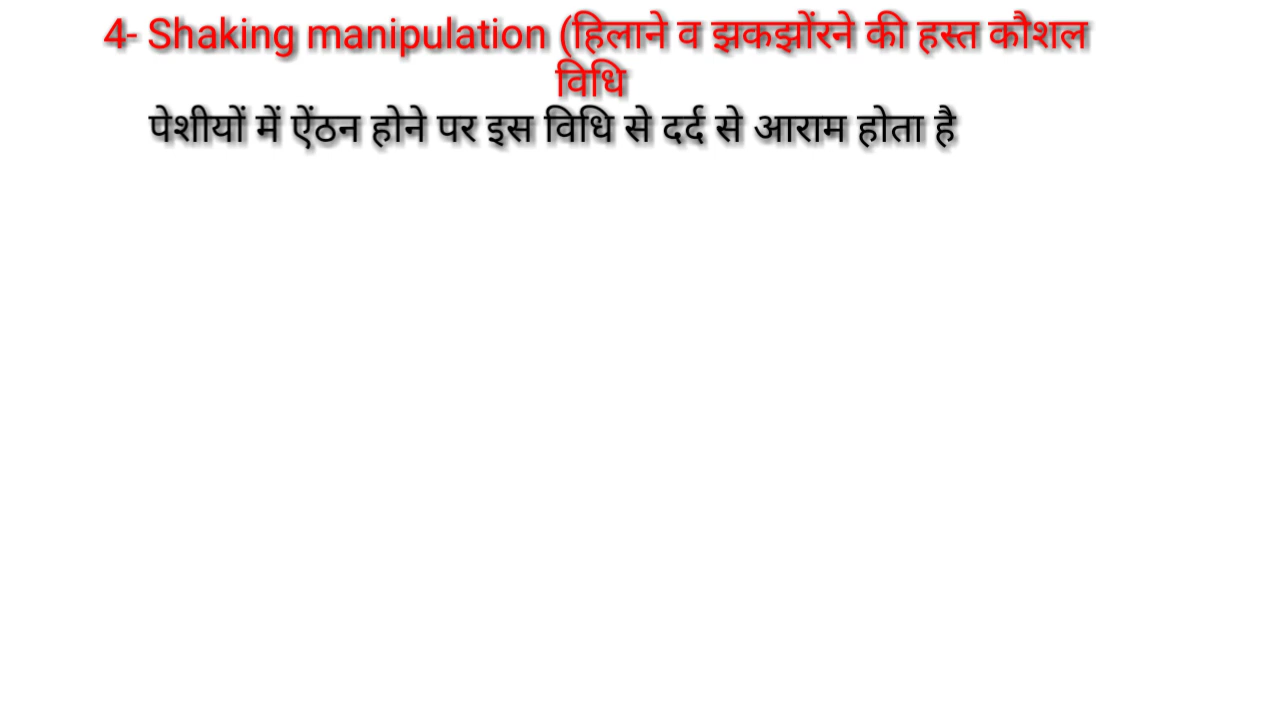 4- Shaking manipulation (हिलाने व झकझोंरने की हस्त कौशल
विधि
पेशीयों में ऐंठन होने पर इस विधि से दर्द से आराम होता है